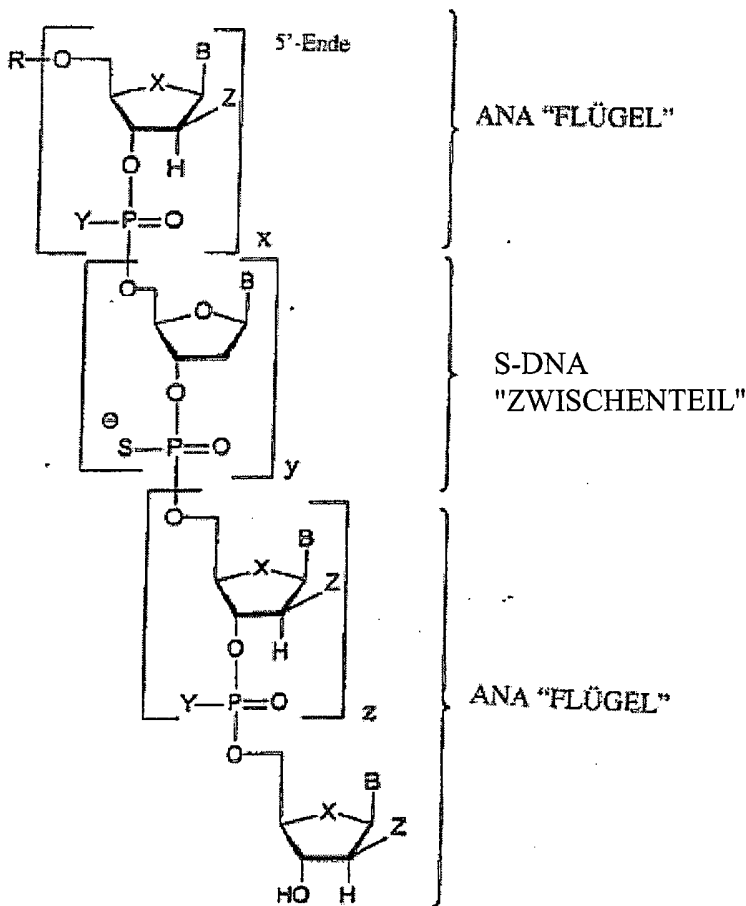 5'-Ende
B
R—O
X
Z
O
H
Y—P=O
x
ANA “FLÜGEL”
O
B
O
O
⊖
S—P=O
y
S-DNA
"ZWISCHENTEIL"
O
B
X
Z
O
H
Y—P=O
z
O
B
X
Z
HO
H
ANA “FLÜGEL”